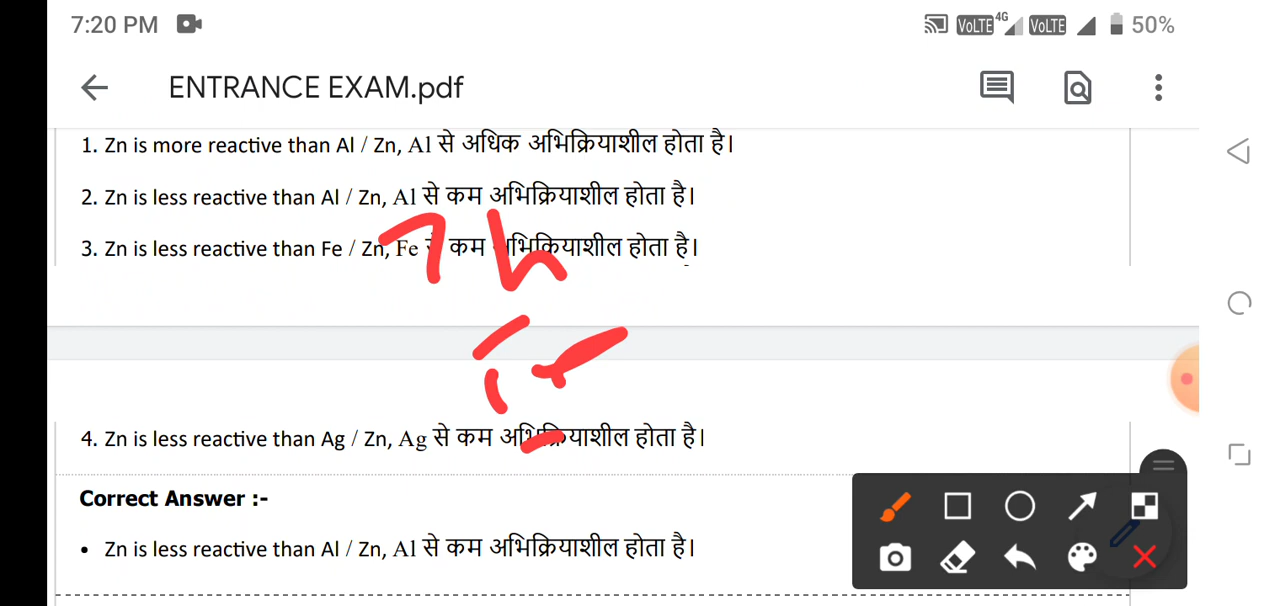 7:20 PM VoLTE 4G VoLTE 50%
ENTRANCE EXAM.pdf
1. Zn is more reactive than Al / Zn, Al से अधिक अभिक्रियाशील होता है।
2. Zn is less reactive than Al / Zn, Al से कम अभिक्रियाशील होता है।
3. Zn is less reactive than Fe / Zn, Fe से कम अभिक्रियाशील होता है।
4. Zn is less reactive than Ag / Zn, Ag से कम अभिक्रियाशील होता है।
Correct Answer :-
• Zn is less reactive than Al / Zn, Al से कम अभिक्रियाशील होता है।